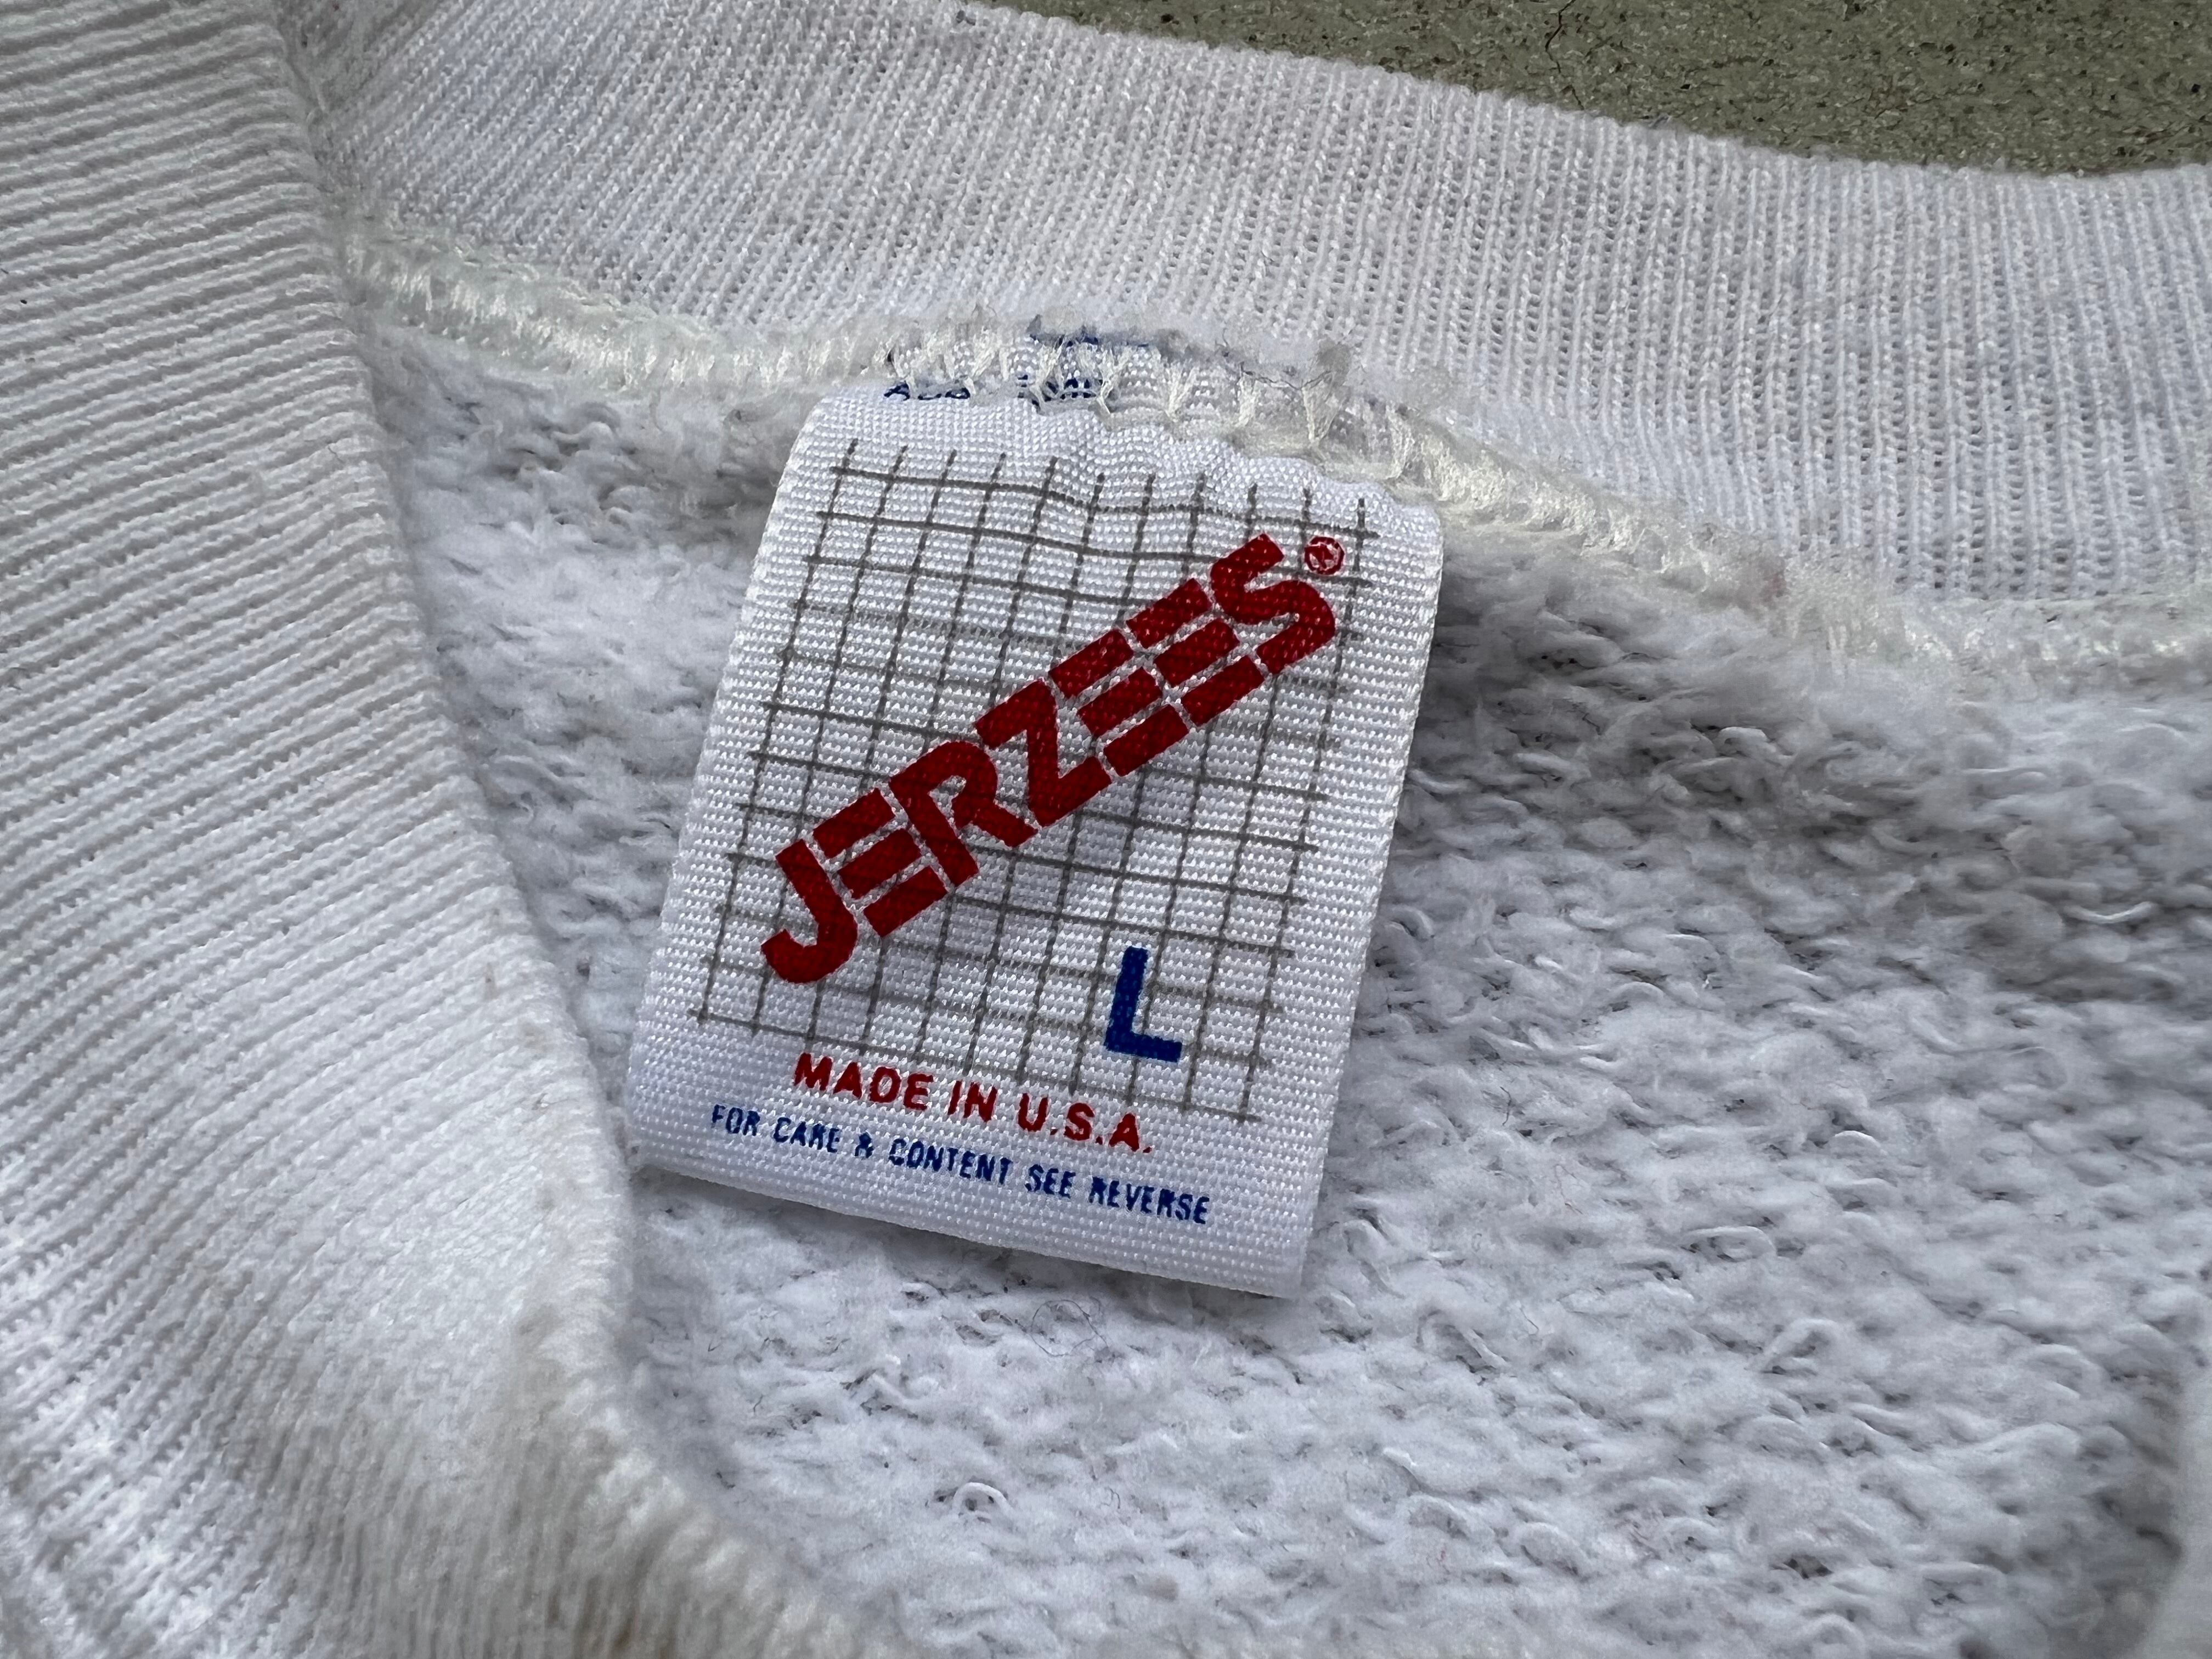 JERZEES®
L
MADE IN U.S.A.
FOR CARE & CONTENT SEE REVERSE